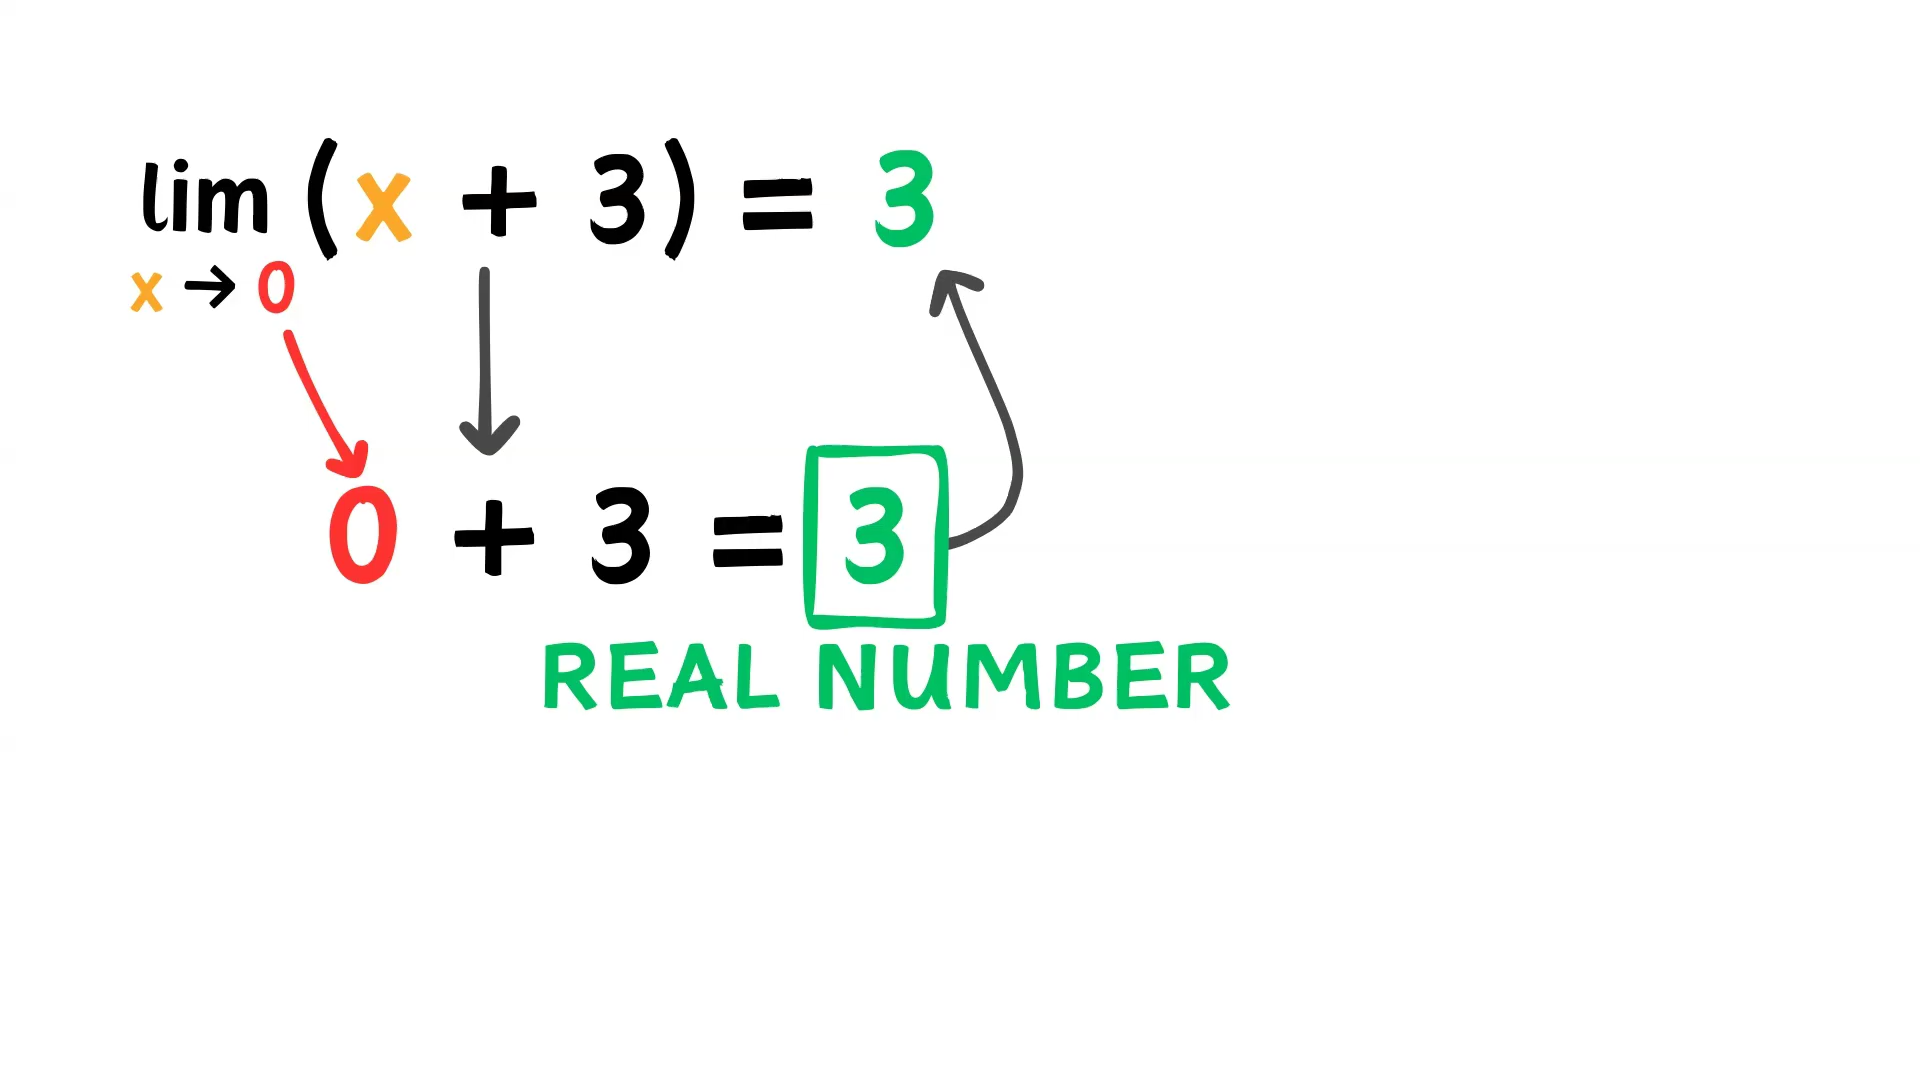 lim (x + 3) = 3
x → 0
0 + 3 = 3
REAL NUMBER